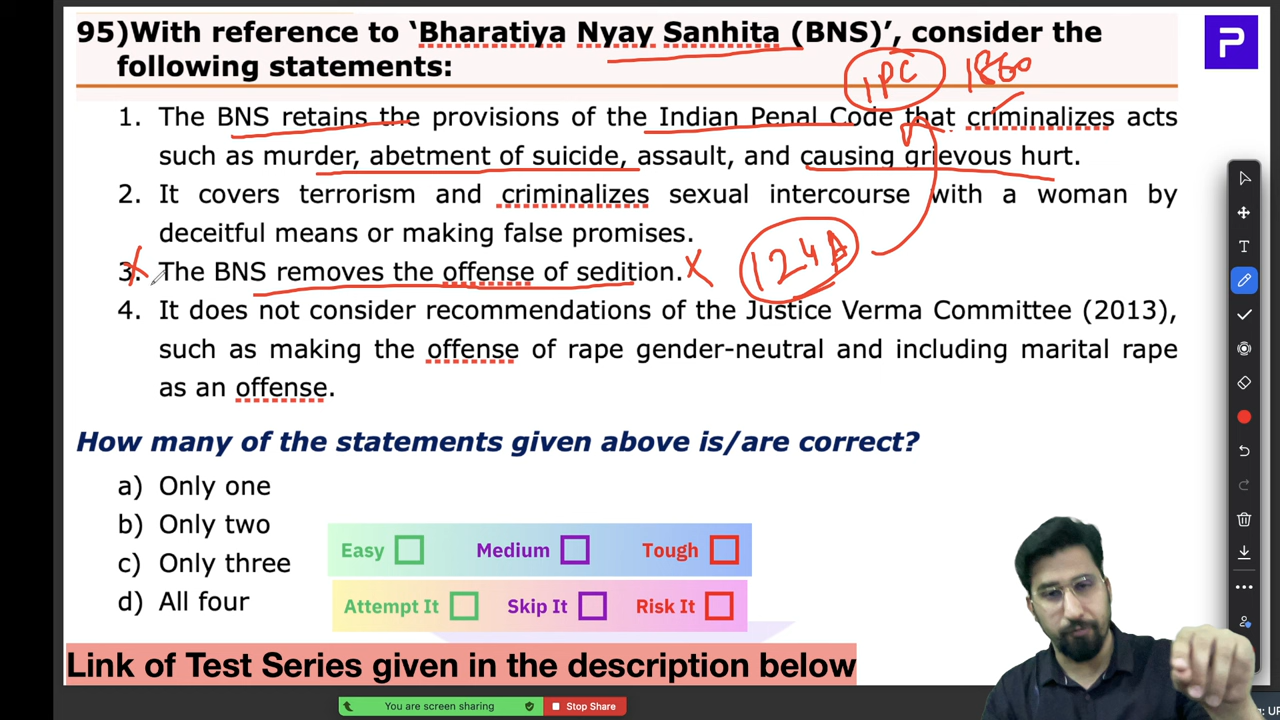 95)With reference to ‘Bharatiya Nyay Sanhita (BNS)’, consider the
following statements:
IPC 1860
1. The BNS retains the provisions of the Indian Penal Code that criminalizes acts
such as murder, abetment of suicide, assault, and causing grievous hurt.
2. It covers terrorism and criminalizes sexual intercourse with a woman by
deceitful means or making false promises.
3. The BNS removes the offense of sedition. X 124A
4. It does not consider recommendations of the Justice Verma Committee (2013),
such as making the offense of rape gender-neutral and including marital rape
as an offense.
How many of the statements given above is/are correct?
a) Only one
b) Only two
c) Only three
d) All four
Easy Medium Tough
Attempt It Skip It Risk It
Link of Test Series given in the description below
You are screen sharing Stop Share